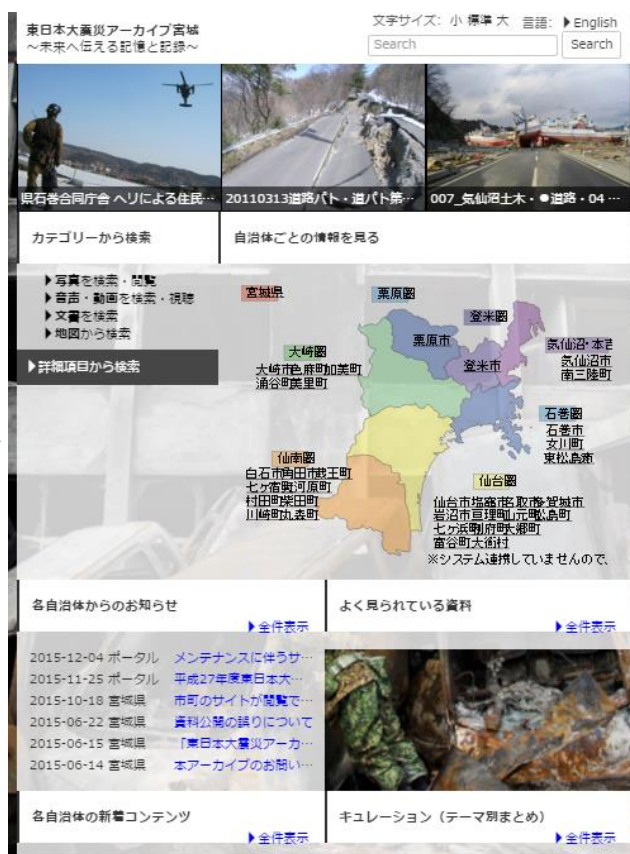 東日本大震災アーカイブ宮城
～未来へ伝える記憶と記録～
文字サイズ: 小 標準 大 言語: ▶English
Search Search
県石巻合同庁舎 ヘリによる住民…
20110313道路パト・道パト第…
007_気仙沼土木・●道路・04 …
カテゴリーから検索
自治体ごとの情報を見る
▶写真を検索・閲覧
▶音声・動画を検索・視聴
▶文書を検索
▶地図から検索
▶詳細項目から検索
宮城県
栗原圏
栗原市
登米圏
登米市
気仙沼・本吉
気仙沼市
南三陸町
大崎圏
大崎市色麻町加美町
涌谷町美里町
石巻圏
石巻市
女川町
東松島市
仙南圏
白石市角田市蔵王町
七ヶ宿町大河原町
村田町柴田町
川崎町丸森町
仙台圏
仙台市塩竈市名取市多賀城市
岩沼市亘理町山元町松島町
七ヶ浜町利府町大郷町
富谷町大衡村
※システム連携していませんので、
各自治体からのお知らせ
▶全件表示
2015-12-04 ポータル メンテナンスに伴うサ…
2015-11-25 ポータル 平成27年度東日本大…
2015-10-18 宮城県 市町のサイトが閲覧で…
2015-06-22 宮城県 資料公開の誤りについて
2015-06-15 宮城県 「東日本大震災アーカ…
2015-06-14 宮城県 本アーカイブのお問い…
よく見られている資料
▶全件表示
各自治体の新着コンテンツ
▶全件表示
キュレーション（テーマ別まとめ）
▶全件表示